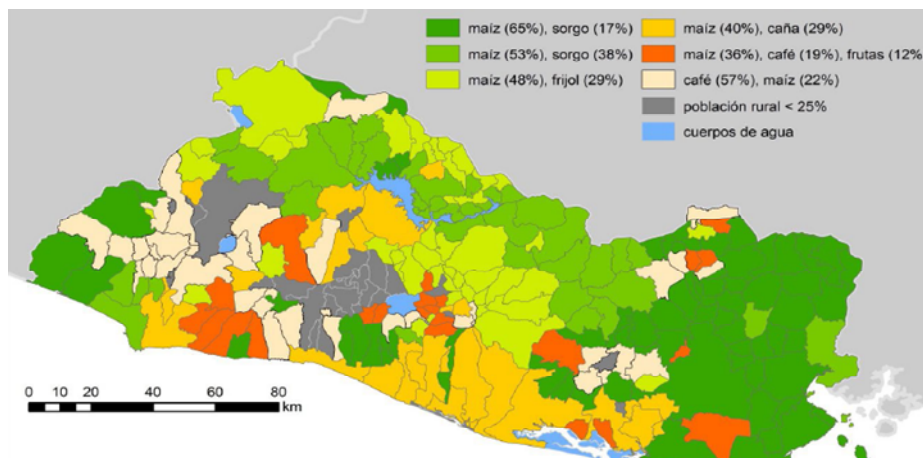 maíz (65%), sorgo (17%)
maíz (53%), sorgo (38%)
maíz (48%), frijol (29%)
maíz (40%), caña (29%)
maíz (36%), café (19%), frutas (12%
café (57%), maíz (22%)
población rural < 25%
cuerpos de agua
0 10 20 40 60 80
km